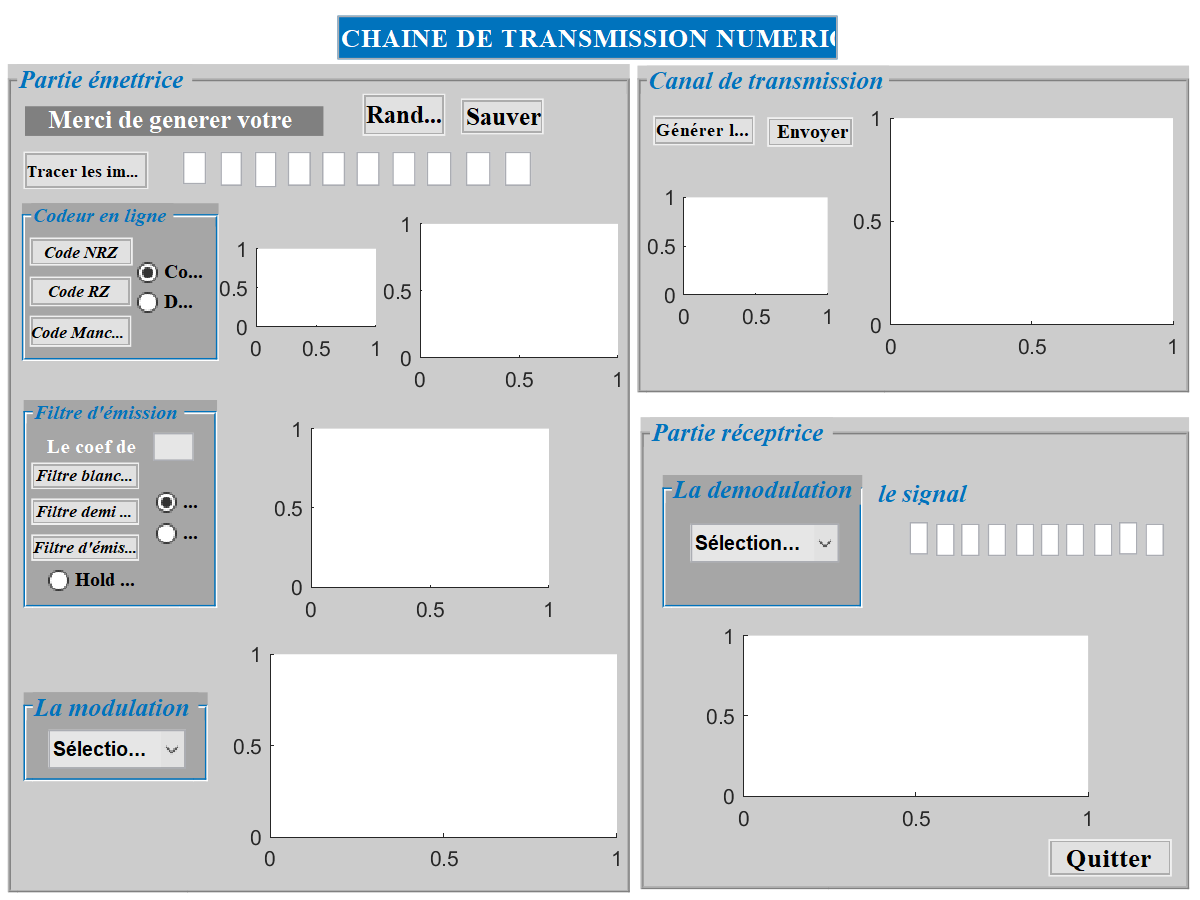 CHAINE DE TRANSMISSION NUMERIC
Partie émettrice
Merci de generer votre
Rand...
Sauver
Tracer les im...
Codeur en ligne
Code NRZ
Code RZ
Code Manc...
Co...
D...
1
0.5
0
0
0.5
1
1
0.5
0
0
0.5
1
Filtre d'émission
Le coef de
Filtre blanc...
Filtre demi ...
Filtre d'émis...
...
...
Hold ...
1
0.5
0
0
0.5
1
La modulation
Sélectio...
1
0.5
0
0
0.5
1
Canal de transmission
Générer l...
Envoyer
1
0.5
0
0
0.5
1
1
0.5
0
0
0.5
1
Partie réceptrice
La demodulation
Sélection...
le signal
1
0.5
0
0
0.5
1
Quitter